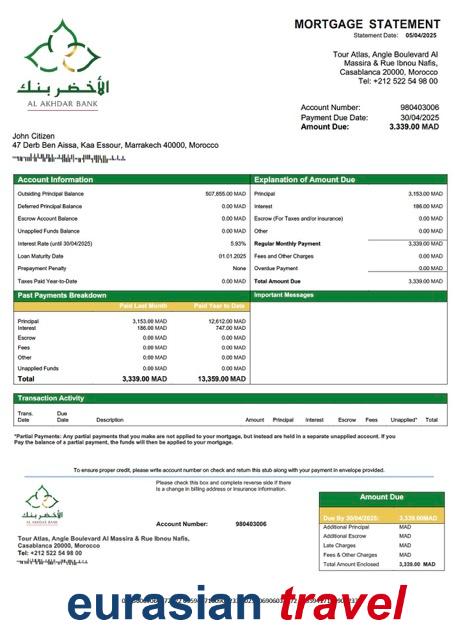 MORTGAGE STATEMENT
Statement Date: 05/04/2025
Tour Atlas, Angle Boulevard Al
Massira & Rue Ibnou Nafis,
Casablanca 20000, Morocco
Tel: +212 522 54 98 00
الأخضر بنك
AL AKHDAR BANK
Account Number: 980403006
Payment Due Date: 30/04/2025
Amount Due: 3.339.00 MAD
John Citizen
47 Derb Ben Aissa, Kaa Essour, Marrakech 40000, Morocco
Account Information
Outsiding Principal Balance 507,655.00 MAD
Deferred Principal Balance 0.00 MAD
Escrow Account Balance 0.00 MAD
Unapplied Funds Balance 0.00 MAD
Interest Rate (until 30/04/2025) 5.93%
Loan Maturity Date 01.01.2025
Prepayment Penalty None
Taxes Paid Year-to-Date 0.00 MAD
Explanation of Amount Due
Principal 3,153.00 MAD
Interest 186.00 MAD
Escrow (For Taxes and/or insurance) 0.00 MAD
Other 0.00 MAD
Regular Monthly Payment 3,339.00 MAD
Fees and Other Charges 0.00 MAD
Overdue Payment 0.00 MAD
Total Amount Due 3,339.00 MAD
Past Payments Breakdown
Paid Last Month Paid Year to Date
Principal 3,153.00 MAD 12,612.00 MAD
Interest 186.00 MAD 747.00 MAD
Escrow 0.00 MAD 0.00 MAD
Fees 0.00 MAD 0.00 MAD
Other 0.00 MAD 0.00 MAD
Unapplied Funds 0.00 MAD 0.00 MAD
Total 3,339.00 MAD 13,359.00 MAD
Important Messages
Transaction Activity
Trans. Date Due Date Description Amount Principal Interest Escrow Fees Unapplied* Total
*Partial Payments: Any partial payments that you make are not applied to your mortgage, but instead are held in a separate unapplied account. If you
Pay the balance of a partial payment, the funds will then be applied to your mortgage.
To ensure proper credit, please write account number on check and return this stub along with your payment in envelope provided.
الأخضر بنك
AL AKHDAR BANK
Please check this box and complete reverse side if there
is a change in billing address or insurance information.
Account Number: 980403006
Tour Atlas, Angle Boulevard Al Massira & Rue Ibnou Nafis,
Casablanca 20000, Morocco
Tel: +212 522 54 98 00
Amount Due
Due By 30/04/2025: 3,339.00MAD
Additional Principal MAD
Additional Escrow MAD
Late Charges MAD
Fees & Other Charges MAD
Total Amount Enclosed 3,339.00 MAD
eurasian travel